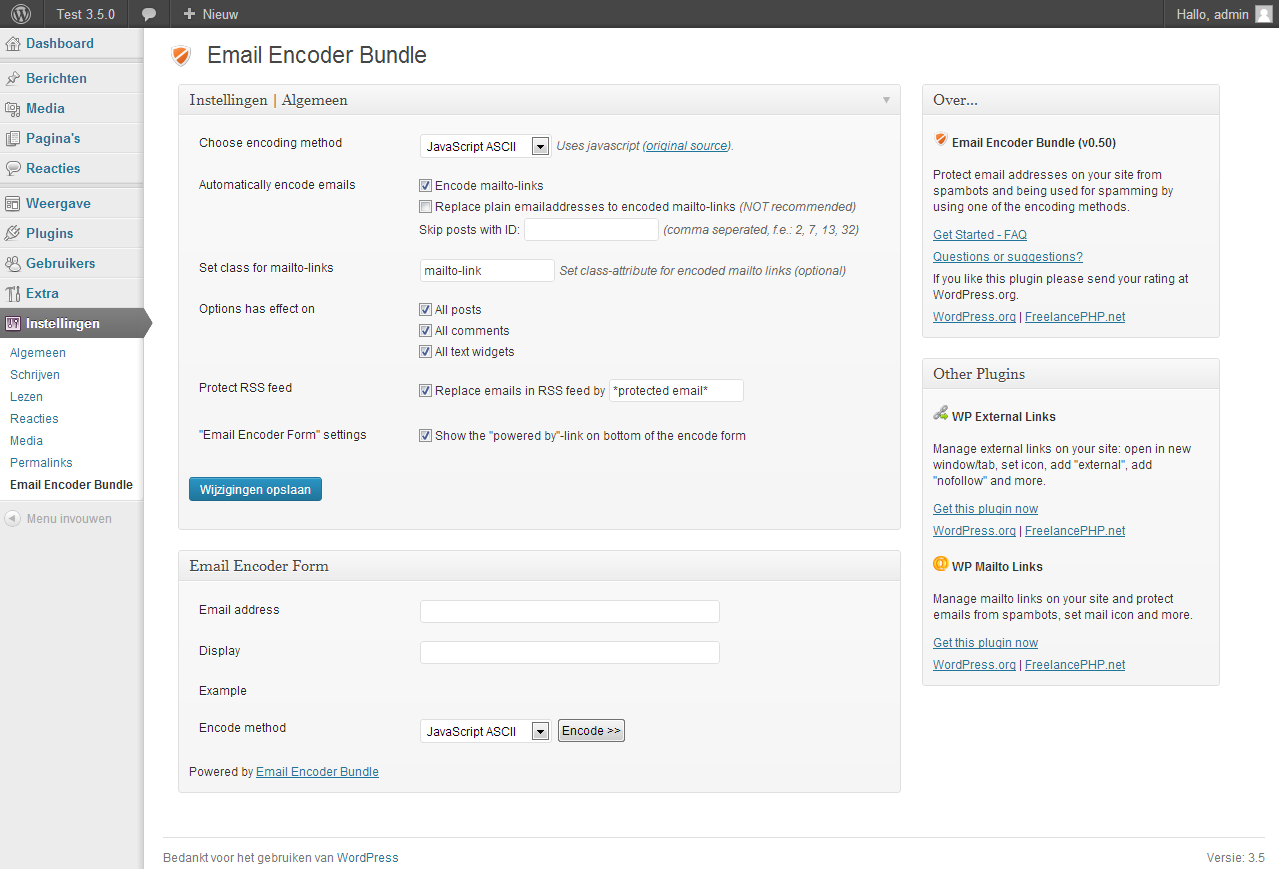 Test 3.5.0
Nieuw
Hallo, admin
Dashboard
Berichten
Media
Pagina's
Reacties
Weergave
Plugins
Gebruikers
Extra
Instellingen
Algemeen
Schrijven
Lezen
Reacties
Media
Permalinks
Email Encoder Bundle
Menu invouwen
Email Encoder Bundle
Instellingen | Algemeen
Choose encoding method
JavaScript ASCII
Uses javascript (original source).
Automatically encode emails
Encode mailto-links
Replace plain emailaddresses to encoded mailto-links (NOT recommended)
Skip posts with ID:
(comma seperated, f.e.: 2, 7, 13, 32)
Set class for mailto-links
mailto-link
Set class-attribute for encoded mailto links (optional)
Options has effect on
All posts
All comments
All text widgets
Protect RSS feed
Replace emails in RSS feed by
*protected email*
"Email Encoder Form" settings
Show the "powered by"-link on bottom of the encode form
Wijzigingen opslaan
Email Encoder Form
Email address
Display
Example
Encode method
JavaScript ASCII
Encode >>
Powered by Email Encoder Bundle
Over...
Email Encoder Bundle (v0.50)
Protect email addresses on your site from
spambots and being used for spamming by
using one of the encoding methods.
Get Started - FAQ
Questions or suggestions?
If you like this plugin please send your rating at
WordPress.org.
WordPress.org | FreelancePHP.net
Other Plugins
WP External Links
Manage external links on your site: open in new
window/tab, set icon, add "external", add
"nofollow" and more.
Get this plugin now
WordPress.org | FreelancePHP.net
WP Mailto Links
Manage mailto links on your site and protect
emails from spambots, set mail icon and more.
Get this plugin now
WordPress.org | FreelancePHP.net
Bedankt voor het gebruiken van WordPress
Versie: 3.5